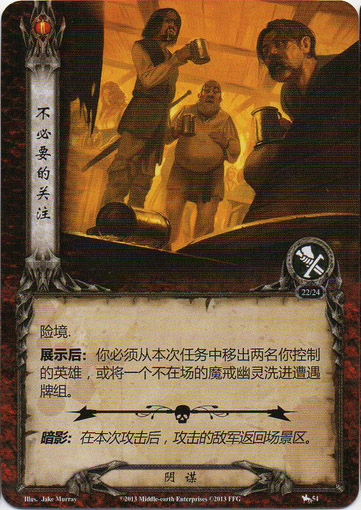 不必要的关注
22/24
险境.
展示后：你必须从本次任务中移出两名你控制
的英雄，或将一个不在场的魔戒幽灵洗进遭遇
牌组。
暗影：在本次攻击后，攻击的敌军返回场景区。
阴谋
Illus. Jake Murray
©2013 Middle-earth Enterprises ©2013 FFG
54